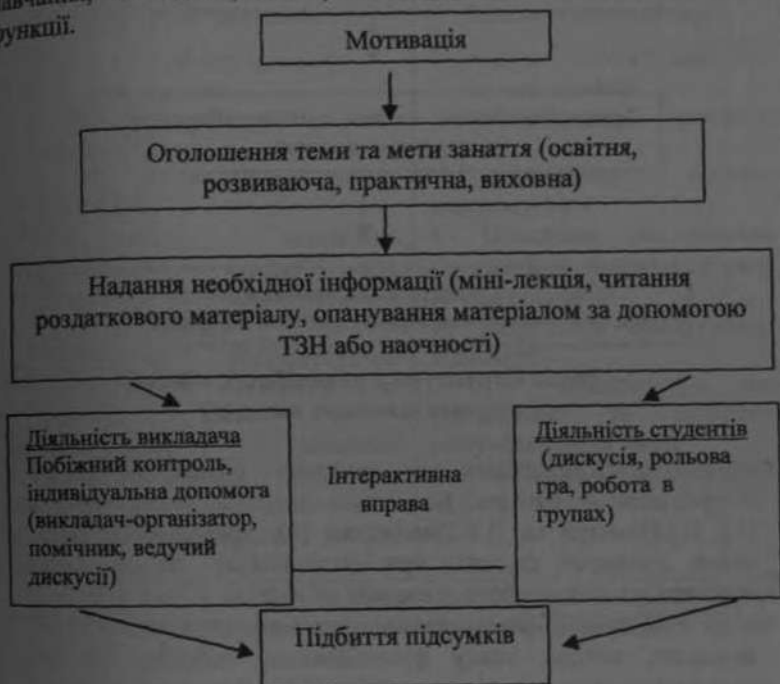 функції.
Мотивація
Оголошення теми та мети занаття (освітня,
розвиваюча, практична, виховна)
Надання необхідної інформації (міні-лекція, читання
роздаткового матеріалу, опанування матеріалом за допомогою
ТЗН або наочності)
Діяльність викладача
Побіжний контроль,
індивідуальна допомога
(викладач-організатор,
помічник, ведучий
дискусії)
Інтерактивна
вправа
Діяльність студентів
(дискусія, рольова
гра, робота в
групах)
Підбиття підсумків